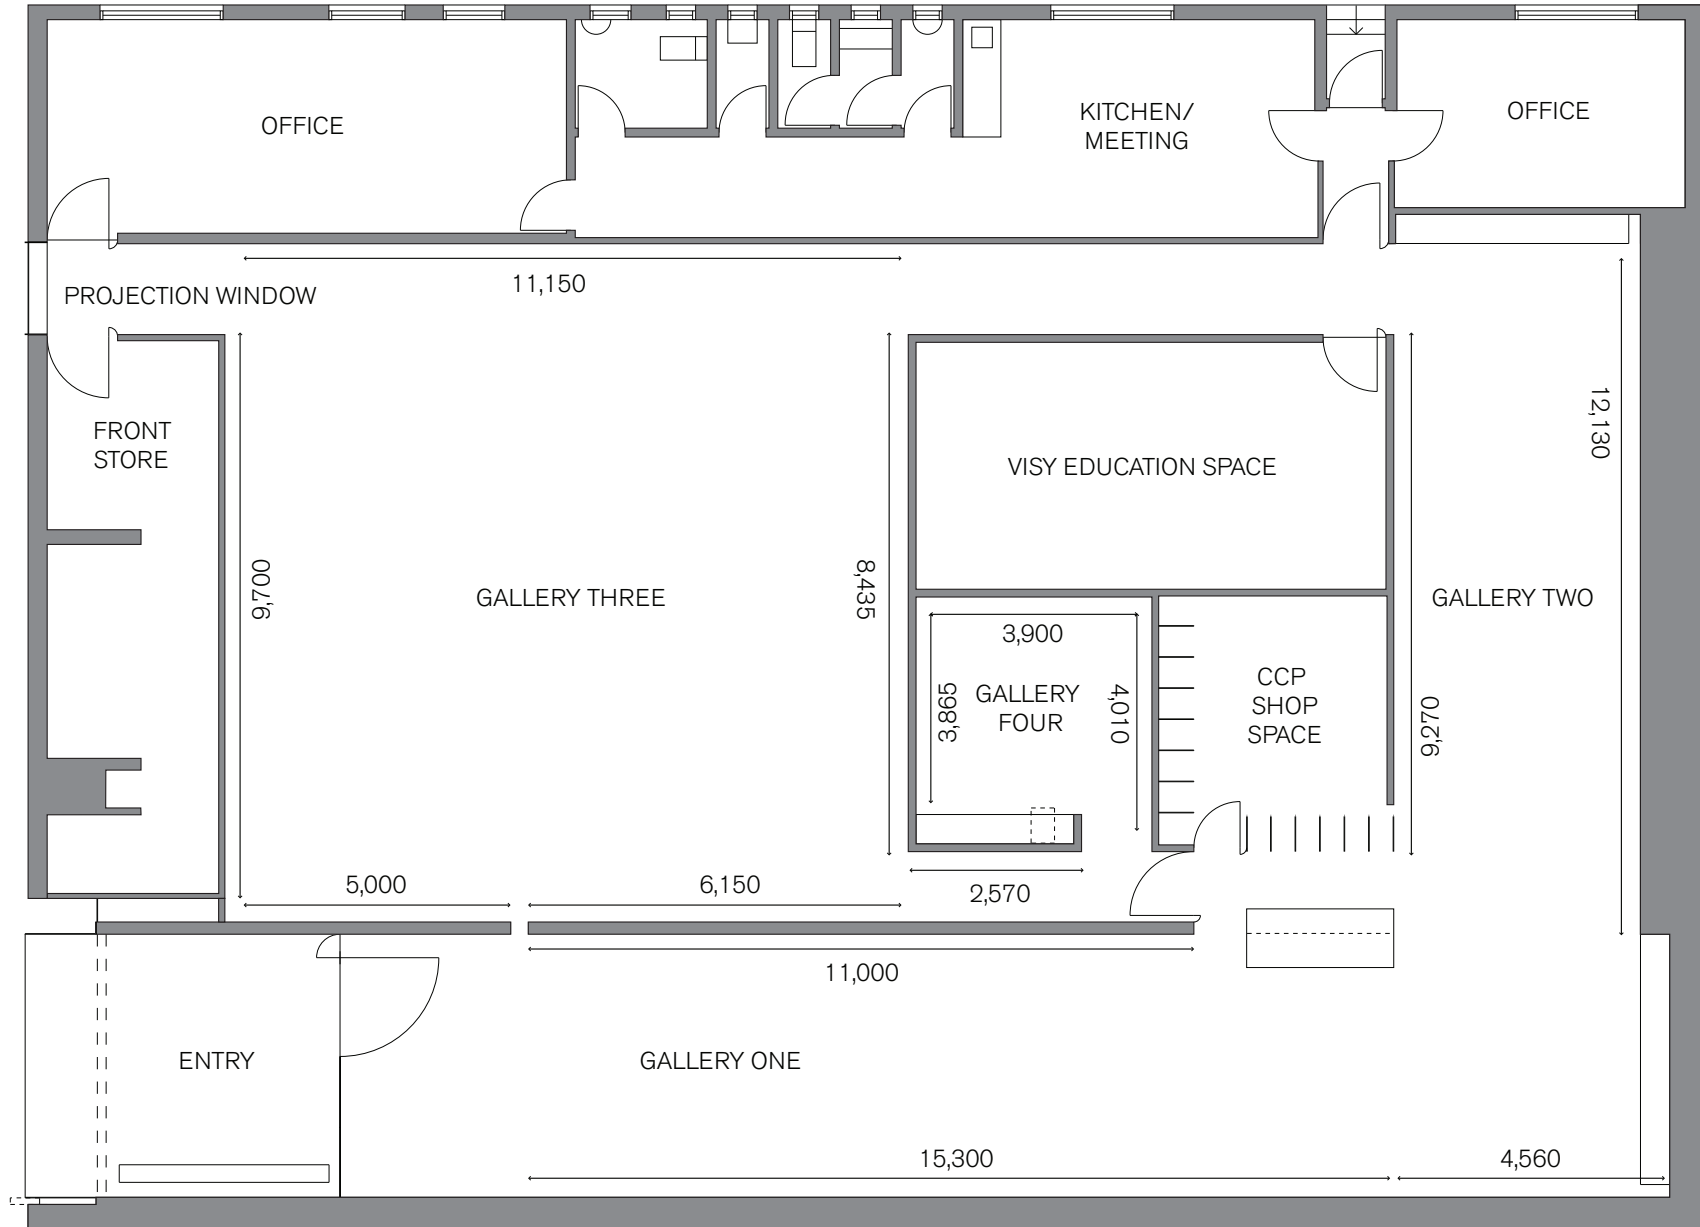 OFFICE
KITCHEN/
MEETING
OFFICE
11,150
PROJECTION WINDOW
FRONT
STORE
12,130
VISY EDUCATION SPACE
9,700
GALLERY THREE
8,435
GALLERY TWO
3,900
3,865
GALLERY
FOUR
4,010
CCP
SHOP
SPACE
9,270
5,000
6,150
2,570
11,000
ENTRY
GALLERY ONE
15,300
4,560